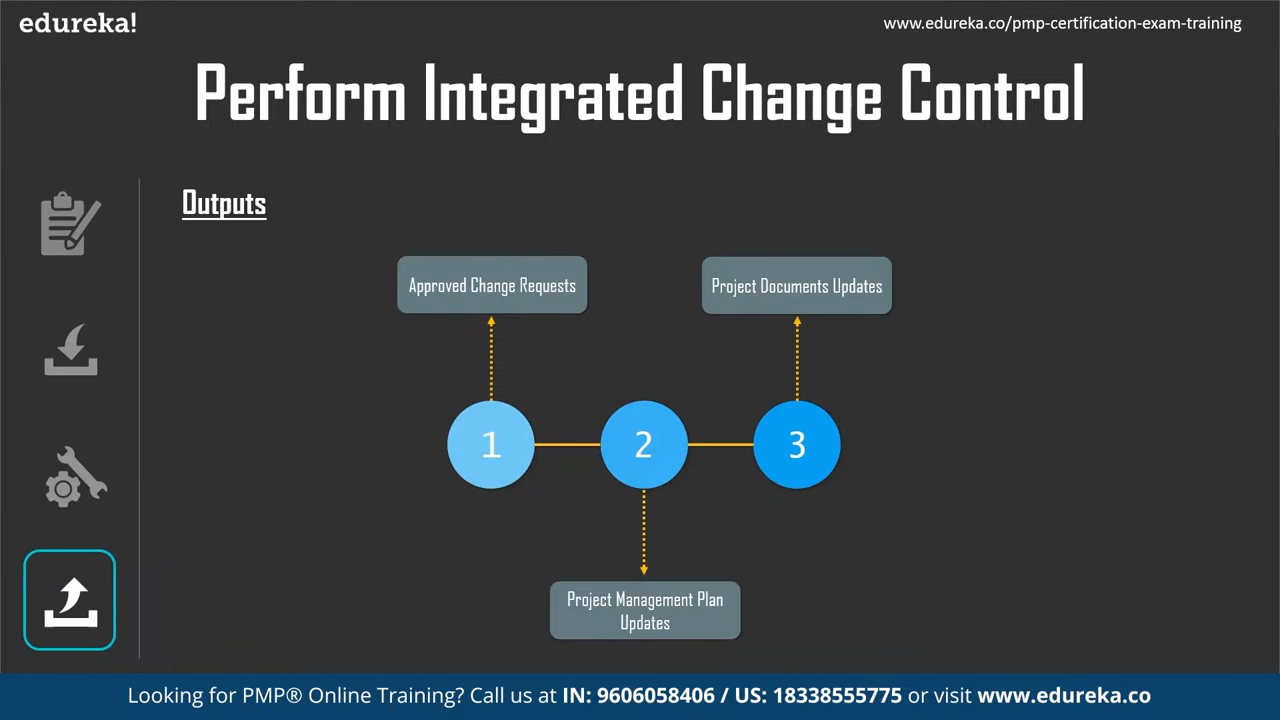 edureka!
www.edureka.co/pmp-certification-exam-training
Perform Integrated Change Control
Outputs
Approved Change Requests
Project Documents Updates
1
2
3
Project Management Plan
Updates
Looking for PMP® Online Training? Call us at IN: 9606058406 / US: 18338555775 or visit www.edureka.co